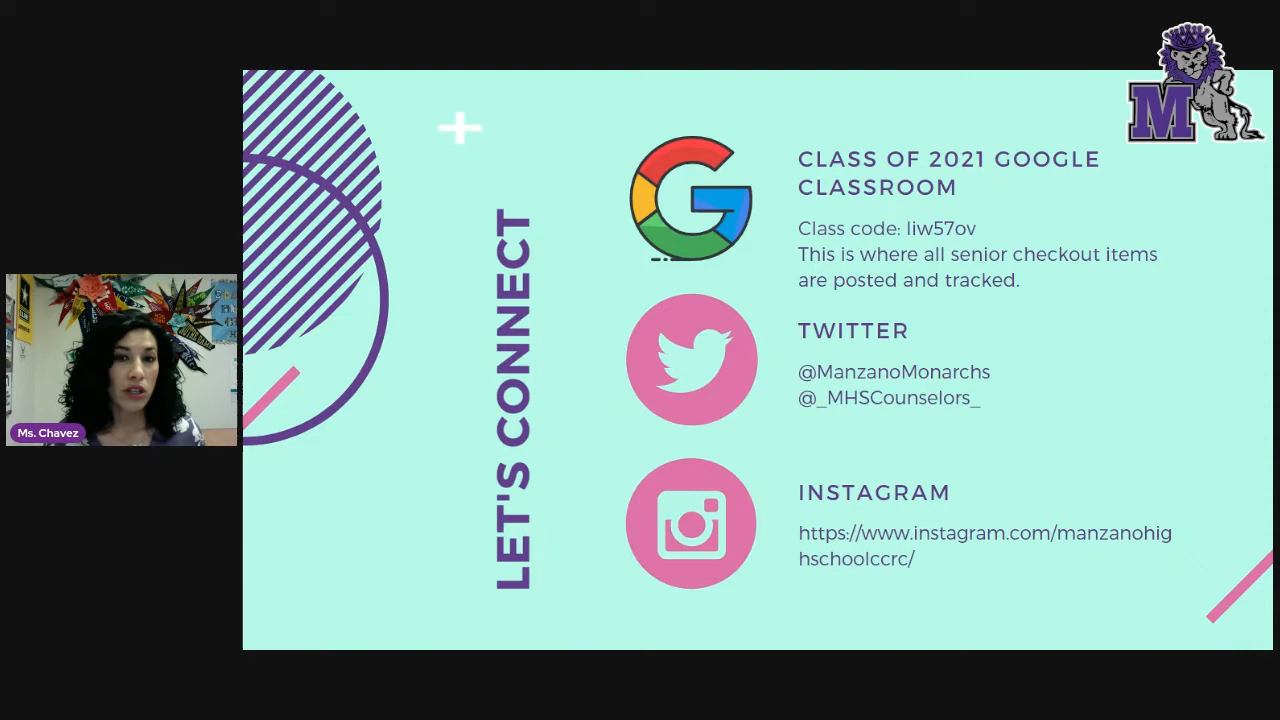 M
CLASS OF 2021 GOOGLE
CLASSROOM
Class code: liw57ov
This is where all senior checkout items
are posted and tracked.
LET'S CONNECT
TWITTER
@ManzanoMonarchs
@_MHSCounselors_
INSTAGRAM
https://www.instagram.com/manzanohig
hschoolccrc/
Ms. Chavez